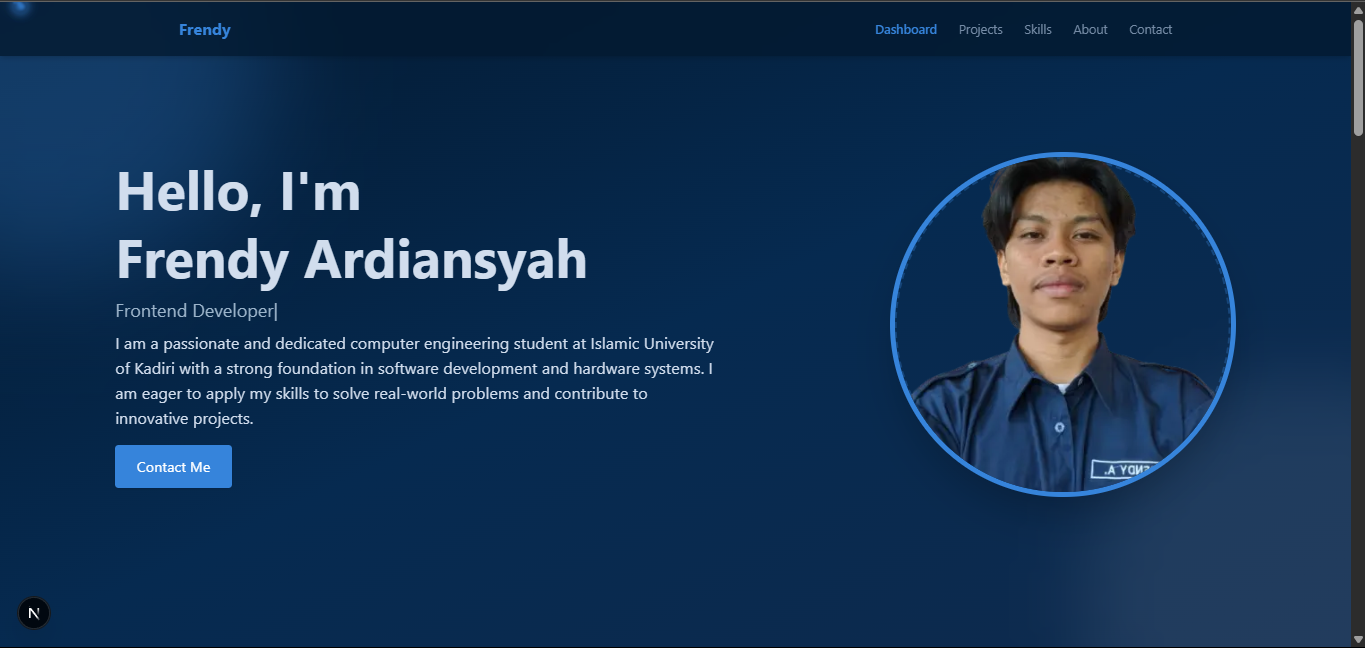 Frendy
Dashboard Projects Skills About Contact
Hello, I'm
Frendy Ardiansyah
Frontend Developer|
I am a passionate and dedicated computer engineering student at Islamic University
of Kadiri with a strong foundation in software development and hardware systems. I
am eager to apply my skills to solve real-world problems and contribute to
innovative projects.
Contact Me
N